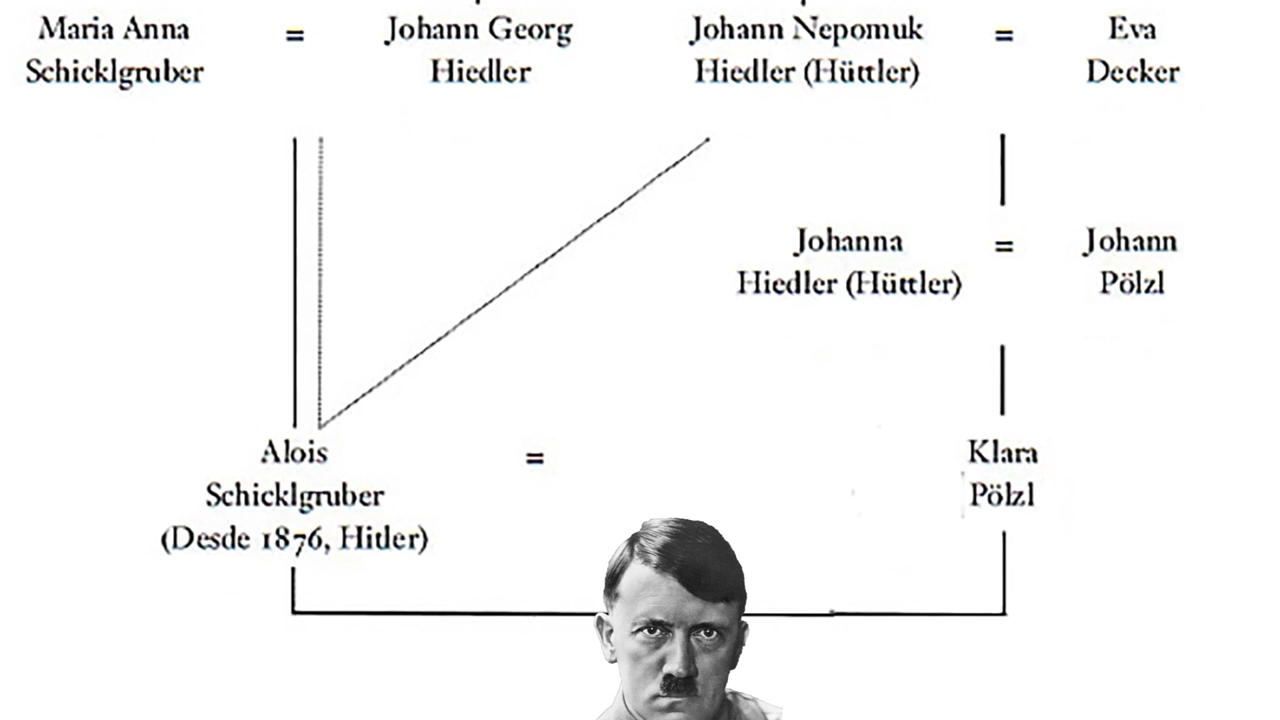 Maria Anna = Johann Georg Johann Nepomuk = Eva
Schicklgruber Hiedler Hiedler (Hüttler) Decker
Johanna = Johann
Hiedler (Hüttler) Pölzl
Alois = Klara
Schicklgruber Pölzl
(Desde 1876, Hitler)